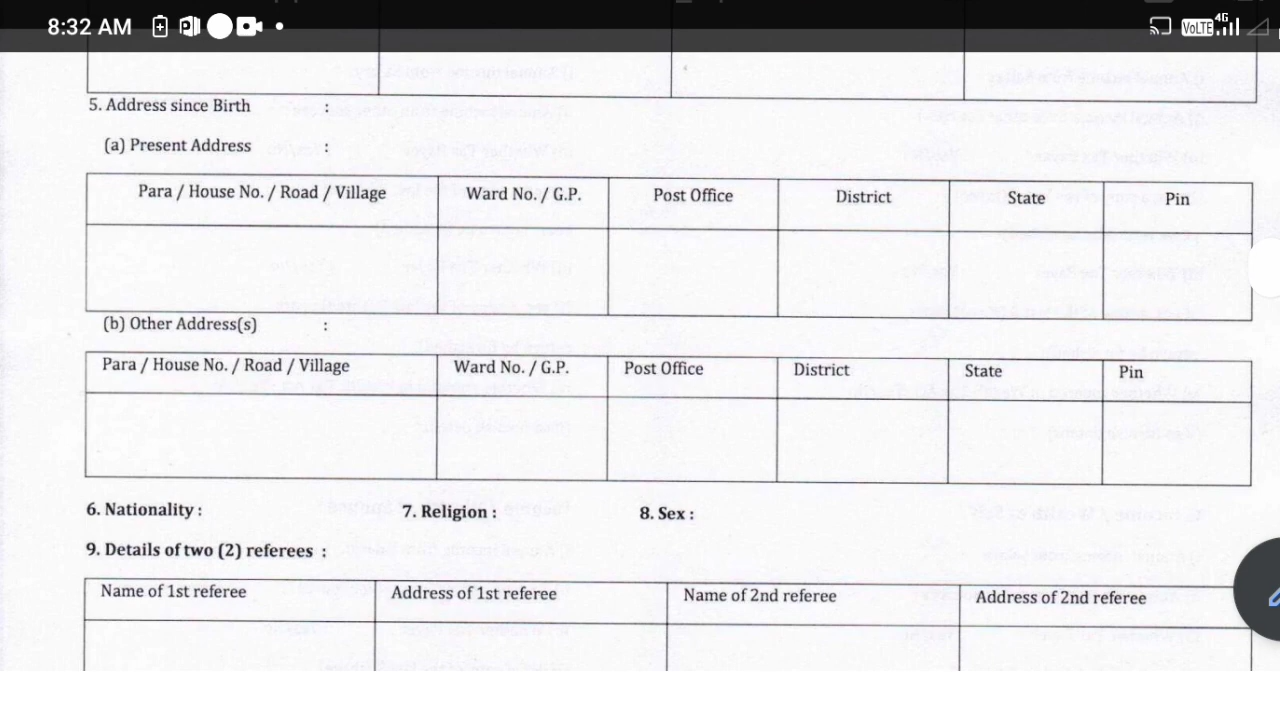 8:32 AM
VoLTE 4G
5. Address since Birth :
(a) Present Address :
Para / House No. / Road / Village Ward No. / G.P. Post Office District State Pin
(b) Other Address(s) :
Para / House No. / Road / Village Ward No. / G.P. Post Office District State Pin
6. Nationality : 7. Religion : 8. Sex :
9. Details of two (2) referees :
Name of 1st referee Address of 1st referee Name of 2nd referee Address of 2nd referee